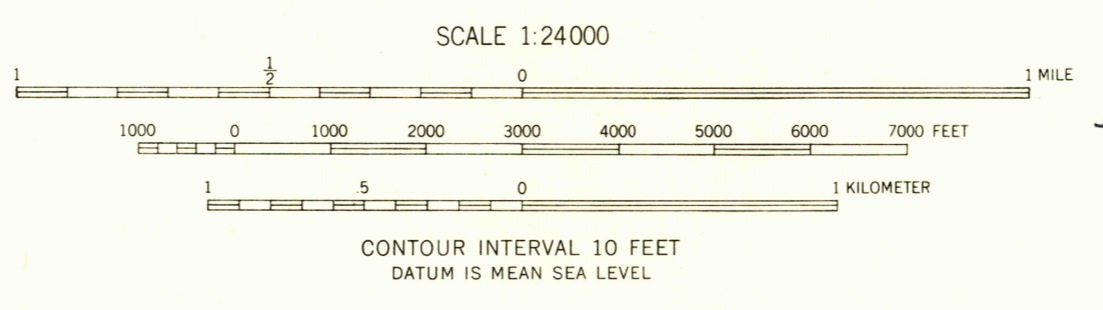 SCALE 1:24000
1 1/2 0 1 MILE
1000 0 1000 2000 3000 4000 5000 6000 7000 FEET
1 .5 0 1 KILOMETER
CONTOUR INTERVAL 10 FEET
DATUM IS MEAN SEA LEVEL